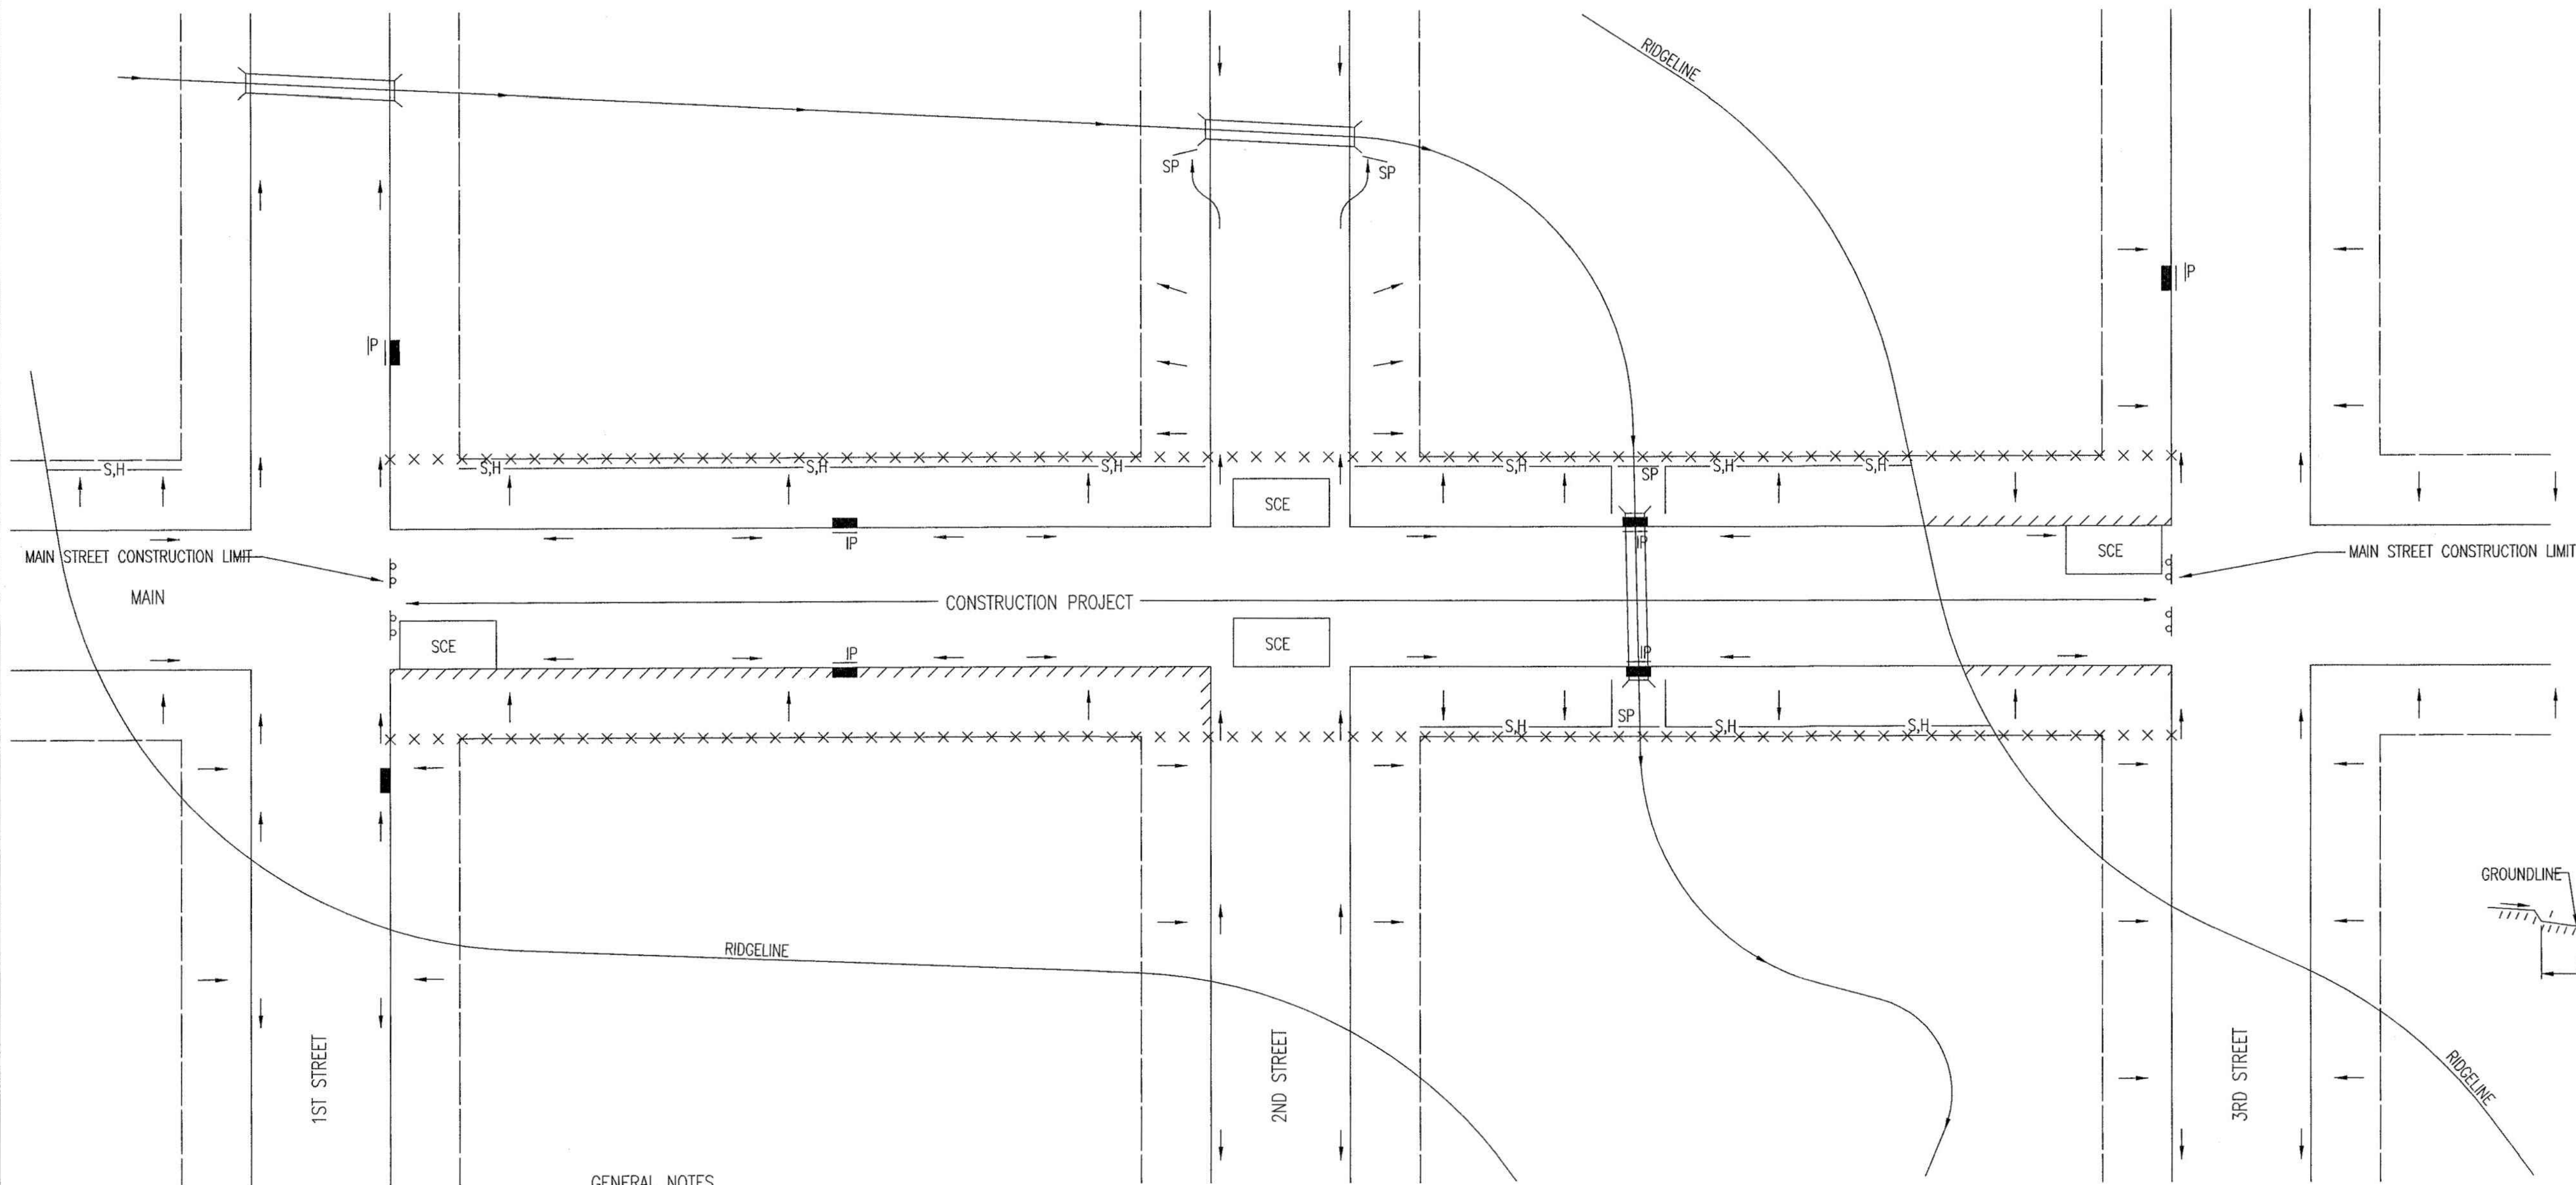 RIDGELINE
SP
SP
IP
IP
S,H
S,H
S,H
S,H
S,H
SP
S,H
S,H
SCE
IP
IP
SCE
MAIN STREET CONSTRUCTION LIMIT
MAIN STREET CONSTRUCTION LIMIT
MAIN
CONSTRUCTION PROJECT
SCE
SCE
IP
IP
SP
S,H
S,H
S,H
GROUNDLINE
RIDGELINE
1ST STREET
2ND STREET
3RD STREET
RIDGELINE
GENERAL NOTES